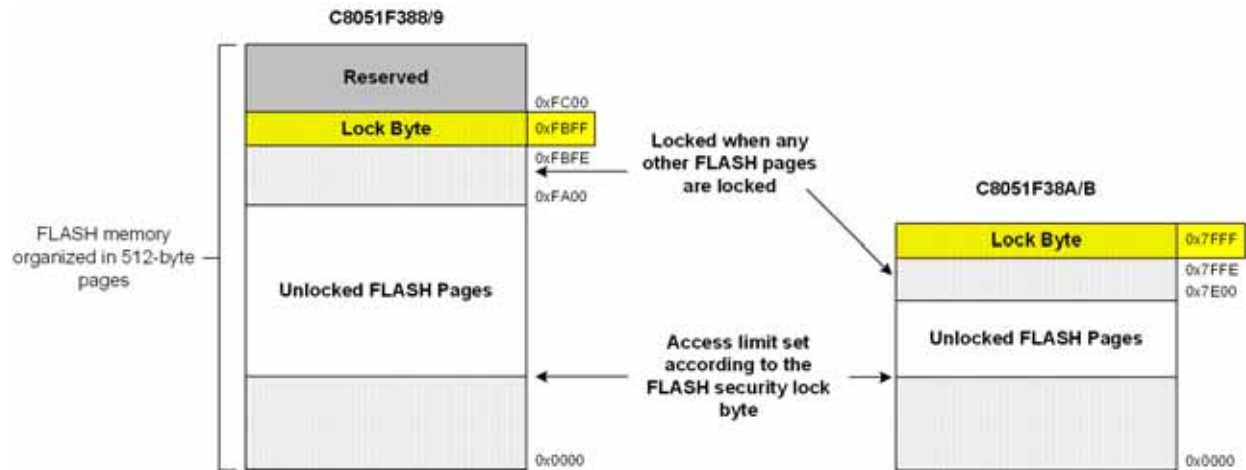 C8051F388/9
Reserved
0xFC00
Lock Byte
0xFBFF
0xFBFE
0xFA00
FLASH memory
organized in 512-byte
pages
Unlocked FLASH Pages
0x0000
Locked when any
other FLASH pages
are locked
Access limit set
according to the
FLASH security lock
byte
C8051F38A/B
Lock Byte
0x7FFF
0x7FFE
0x7E00
Unlocked FLASH Pages
0x0000